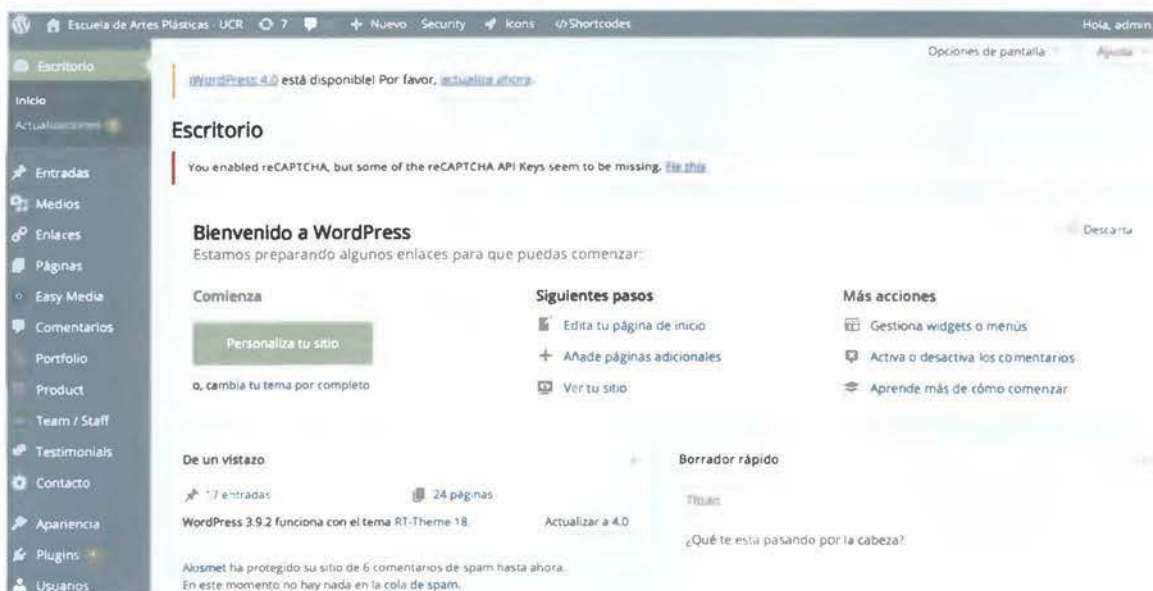 Escuela de Artes Plásticas - UCR 7 Nuevo Security Icons Shortcodes Hola, admin
Opciones de pantalla Ayuda
Escritorio
Inicio
Actualizaciones
Entradas
Medios
Enlaces
Páginas
Easy Media
Comentarios
Portfolio
Product
Team / Staff
Testimonials
Contacto
Apariencia
Plugins
Usuarios
¡WordPress 4.0 está disponible! Por favor, actualiza ahora.
Escritorio
You enabled reCAPTCHA, but some of the reCAPTCHA API Keys seem to be missing. Fix this
Bienvenido a WordPress
Descartar
Estamos preparando algunos enlaces para que puedas comenzar:
Comienza
Personaliza tu sitio
o, cambia tu tema por completo
Siguientes pasos
Edita tu página de inicio
Añade páginas adicionales
Ver tu sitio
Más acciones
Gestiona widgets o menús
Activa o desactiva los comentarios
Aprende más de cómo comenzar
De un vistazo
17 entradas 24 páginas
WordPress 3.9.2 funciona con el tema RT-Theme 18. Actualizar a 4.0
Akismet ha protegido su sitio de 6 comentarios de spam hasta ahora.
En este momento no hay nada en la cola de spam.
Borrador rápido
Título
¿Qué te está pasando por la cabeza?